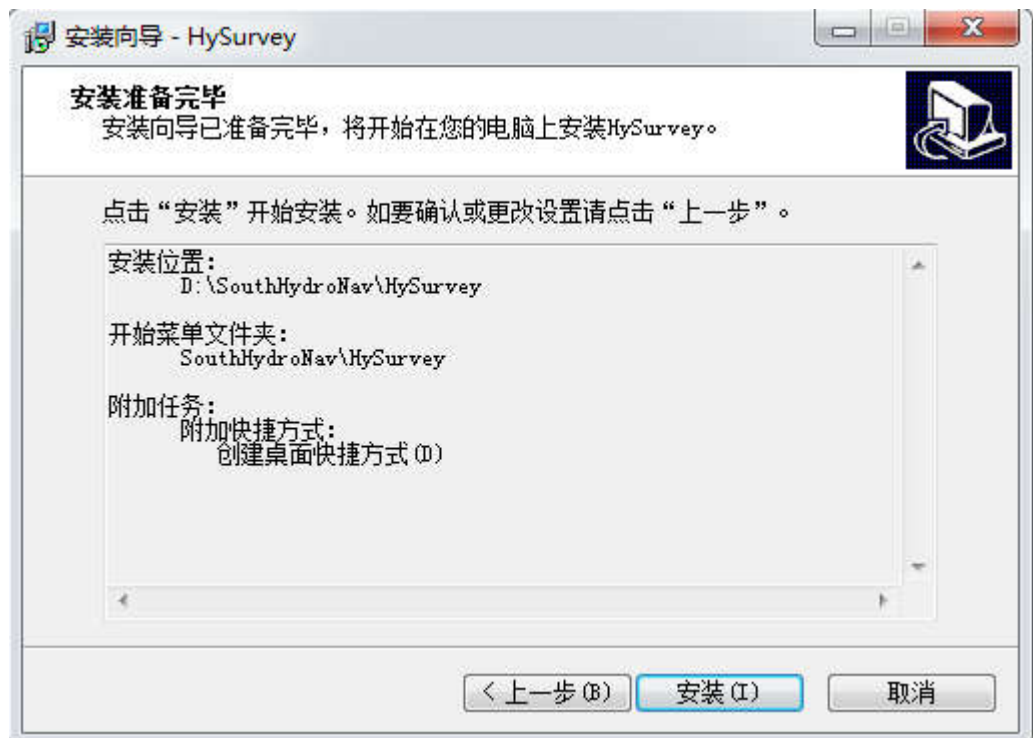 安装向导 - HySurvey
安装准备完毕
安装向导已准备完毕，将开始在您的电脑上安装HySurvey。
点击“安装”开始安装。如要确认或更改设置请点击“上一步”。
安装位置：
D:\SouthHydroNav\HySurvey
开始菜单文件夹：
SouthHydroNav\HySurvey
附加任务：
附加快捷方式：
创建桌面快捷方式(D)
< 上一步(B)
安装(I)
取消